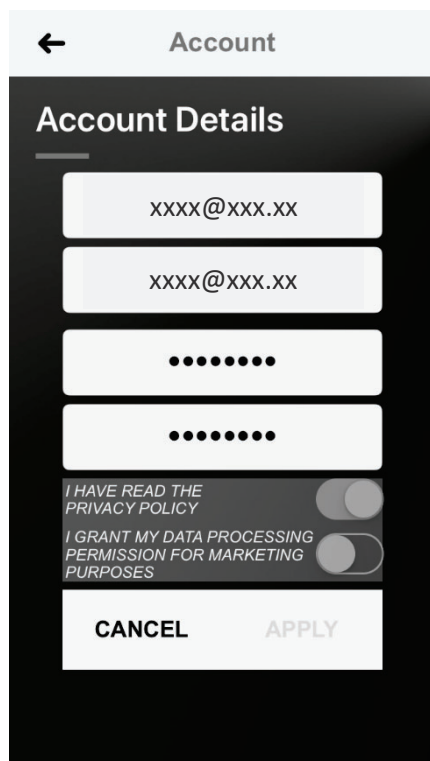 Account
Account Details
xxxx@xxx.xx
xxxx@xxx.xx
••••••••
••••••••
I HAVE READ THE
PRIVACY POLICY
I GRANT MY DATA PROCESSING
PERMISSION FOR MARKETING
PURPOSES
CANCEL APPLY